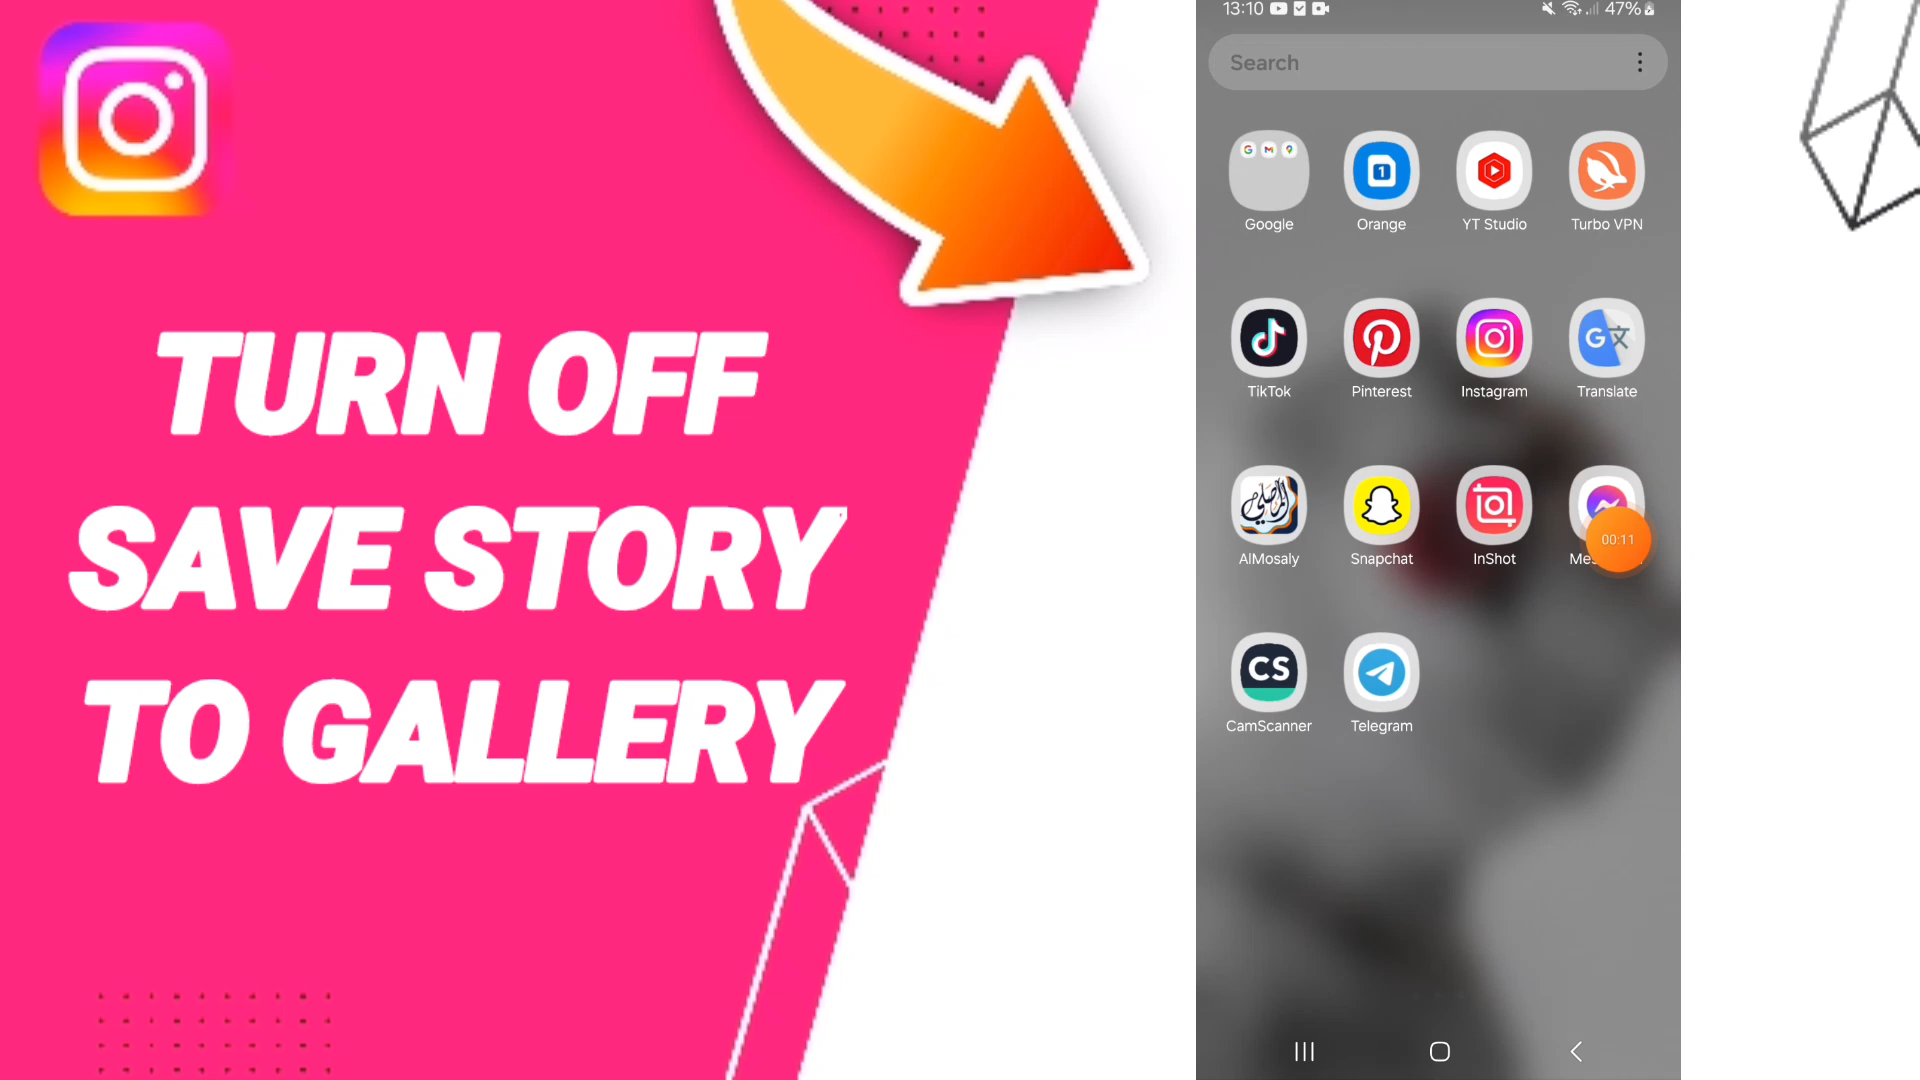 TURN OFF
SAVE STORY
TO GALLERY
13:10
47%
Search
Google
Orange
YT Studio
Turbo VPN
TikTok
Pinterest
Instagram
Translate
AlMosaly
Snapchat
InShot
00:11
CS
CamScanner
Telegram